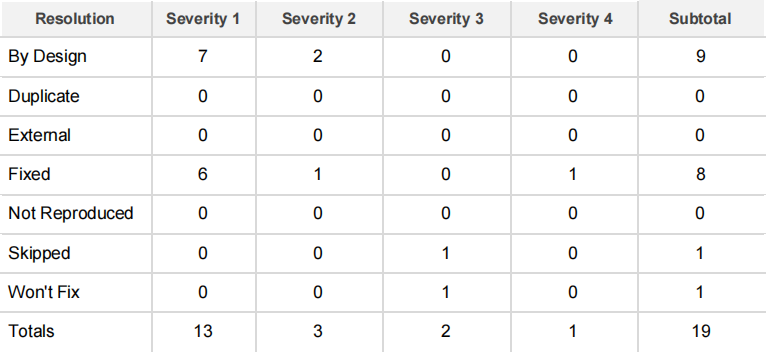 Resolution Severity 1 Severity 2 Severity 3 Severity 4 Subtotal
By Design 7 2 0 0 9
Duplicate 0 0 0 0 0
External 0 0 0 0 0
Fixed 6 1 0 1 8
Not Reproduced 0 0 0 0 0
Skipped 0 0 1 0 1
Won't Fix 0 0 1 0 1
Totals 13 3 2 1 19